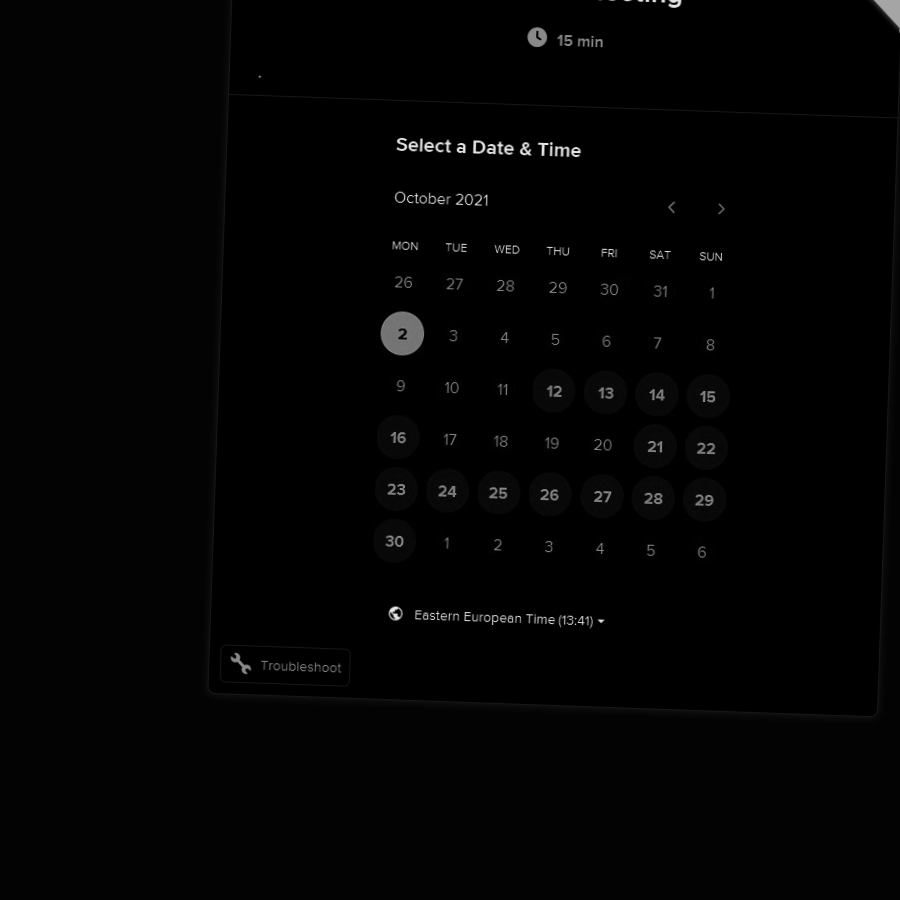 15 min
Select a Date & Time
October 2021
MON TUE WED THU FRI SAT SUN
26 27 28 29 30 31 1
2 3 4 5 6 7 8
9 10 11 12 13 14 15
16 17 18 19 20 21 22
23 24 25 26 27 28 29
30 1 2 3 4 5 6
Eastern European Time (13:41)
Troubleshoot